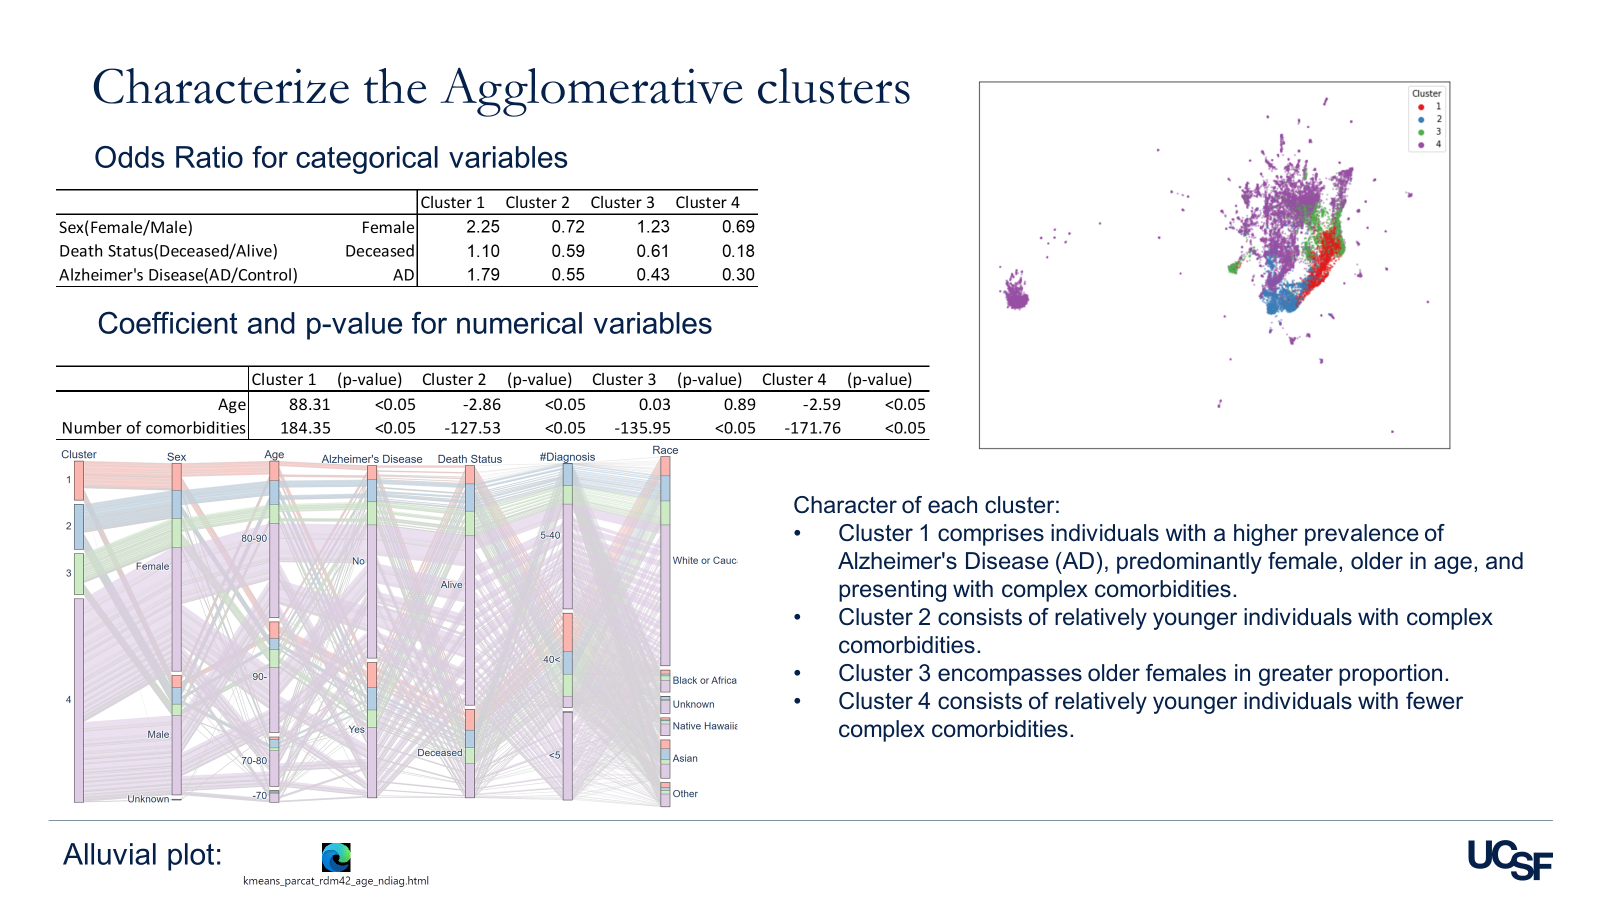 Characterize the Agglomerative clusters
Odds Ratio for categorical variables
Cluster 1 Cluster 2 Cluster 3 Cluster 4
Sex(Female/Male) Female 2.25 0.72 1.23 0.69
Death Status(Deceased/Alive) Deceased 1.10 0.59 0.61 0.18
Alzheimer's Disease(AD/Control) AD 1.79 0.55 0.43 0.30
Coefficient and p-value for numerical variables
Cluster 1 (p-value) Cluster 2 (p-value) Cluster 3 (p-value) Cluster 4 (p-value)
Age 88.31 <0.05 -2.86 <0.05 0.03 0.89 -2.59 <0.05
Number of comorbidities 184.35 <0.05 -127.53 <0.05 -135.95 <0.05 -171.76 <0.05
Cluster
1
2
3
4
Cluster Sex Age Alzheimer's Disease Death Status #Diagnosis Race
1
2
3
4
Female
Male
Unknown
80-90
90-
70-80
-70
No
Yes
Alive
Deceased
5-40
40<
<5
White or Cauc
Black or Africa
Unknown
Native Hawaiia
Asian
Other
Character of each cluster:
• Cluster 1 comprises individuals with a higher prevalence of
Alzheimer's Disease (AD), predominantly female, older in age, and
presenting with complex comorbidities.
• Cluster 2 consists of relatively younger individuals with complex
comorbidities.
• Cluster 3 encompasses older females in greater proportion.
• Cluster 4 consists of relatively younger individuals with fewer
complex comorbidities.
Alluvial plot:
kmeans_parcat_rdm42_age_ndiag.html
UCSF